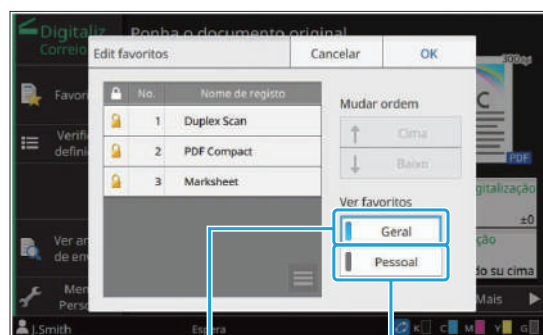 Digitaliz
Ponha o documento original
Correio
Edit favoritos
Cancelar
OK
No.
Nome de registo
1 Duplex Scan
2 PDF Compact
3 Marksheet
Mudar ordem
Cima
Baixo
Ver favoritos
Geral
Pessoal
Favori
Verifi
defini
Ver ar
de env
Men
Perso
C
PDF
gitalização
±0
ção
do su cima
Mais
J.Smith
Espera
K C M Y G